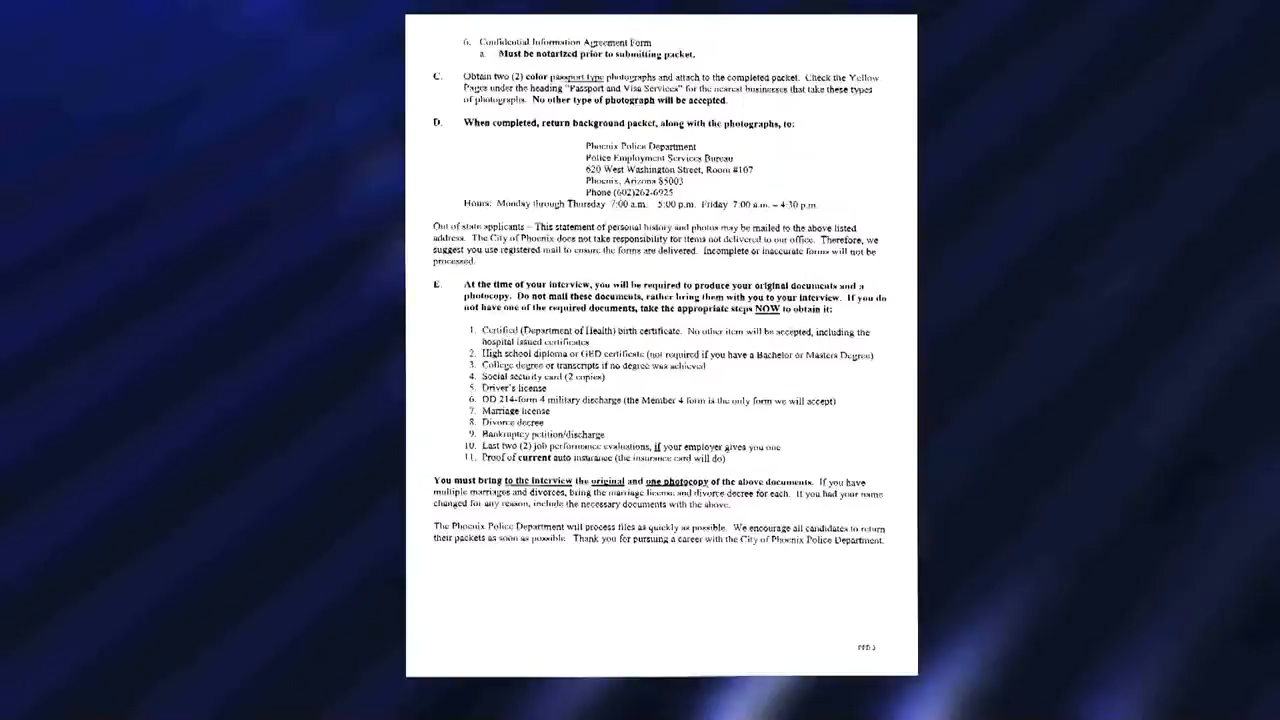 6. Confidential Information Agreement Form
a. Must be notarized prior to submitting packet.
C. Obtain two (2) color passport type photographs and attach to the completed packet. Check the Yellow
Pages under the heading "Passport and Visa Services" for the nearest businesses that take these types
of photographs. No other type of photograph will be accepted.
D. When completed, return background packet, along with the photographs, to:
Phoenix Police Department
Police Employment Services Bureau
620 West Washington Street, Room #107
Phoenix, Arizona 85003
Phone (602)262-6925
Hours: Monday through Thursday 7:00 a.m. 5:00 p.m. Friday 7:00 a.m. – 4:30 p.m.
Out of state applicants – This statement of personal history and photos may be mailed to the above listed
address. The City of Phoenix does not take responsibility for items not delivered to our office. Therefore, we
suggest you use registered mail to ensure the forms are delivered. Incomplete or inaccurate forms will not be
processed.
E. At the time of your interview, you will be required to produce your original documents and a
photocopy. Do not mail these documents, rather bring them with you to your interview. If you do
not have one of the required documents, take the appropriate steps NOW to obtain it:
1. Certified (Department of Health) birth certificate. No other item will be accepted, including the
hospital issued certificates
2. High school diploma or GED certificate (not required if you have a Bachelor or Masters Degree)
3. College degree or transcripts if no degree was achieved
4. Social security card (2 copies)
5. Driver's license
6. DD 214-form 4 military discharge (the Member 4 form is the only form we will accept)
7. Marriage license
8. Divorce decree
9. Bankruptcy petition/discharge
10. Last two (2) job performance evaluations, if your employer gives you one
11. Proof of current auto insurance (the insurance card will do)
You must bring to the interview the original and one photocopy of the above documents. If you have
multiple marriages and divorces, bring the marriage license and divorce decree for each. If you had your name
changed for any reason, include the necessary documents with the above.
The Phoenix Police Department will process files as quickly as possible. We encourage all candidates to return
their packets as soon as possible. Thank you for pursuing a career with the City of Phoenix Police Department.